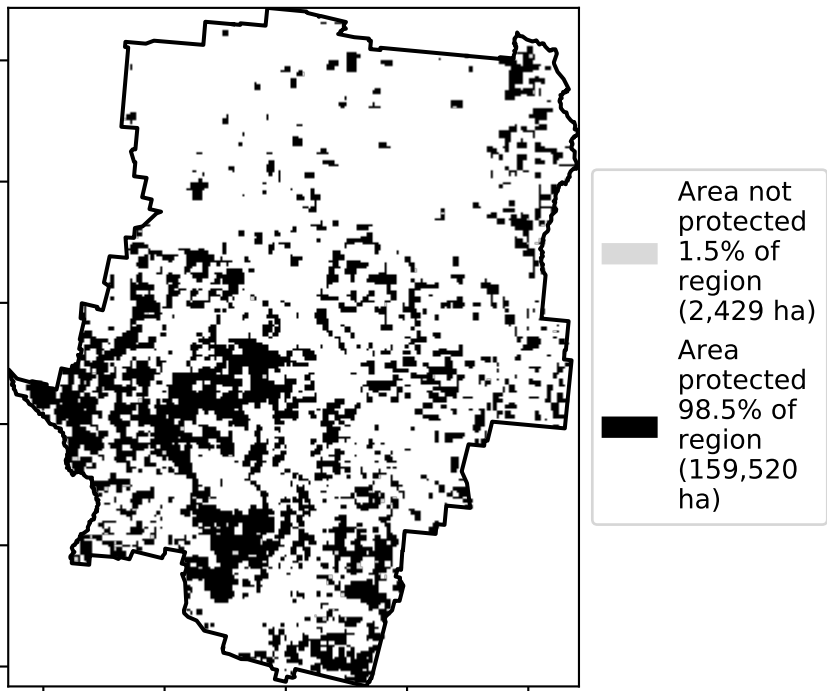 Area not
protected
1.5% of
region
(2,429 ha)
Area
protected
98.5% of
region
(159,520
ha)